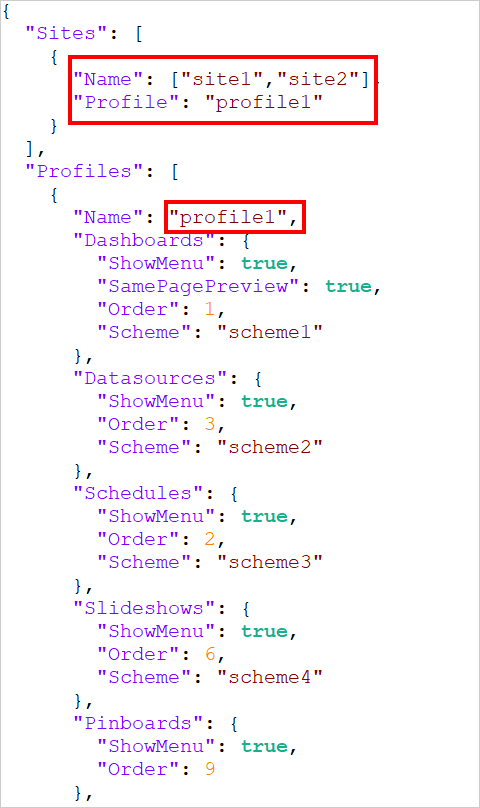 {
  "Sites": [
    {
      "Name": ["site1","site2"],
      "Profile": "profile1"
    }
  ],
  "Profiles": [
    {
      "Name": "profile1",
      "Dashboards": {
        "ShowMenu": true,
        "SamePagePreview": true,
        "Order": 1,
        "Scheme": "scheme1"
      },
      "Datasources": {
        "ShowMenu": true,
        "Order": 3,
        "Scheme": "scheme2"
      },
      "Schedules": {
        "ShowMenu": true,
        "Order": 2,
        "Scheme": "scheme3"
      },
      "Slideshows": {
        "ShowMenu": true,
        "Order": 6,
        "Scheme": "scheme4"
      },
      "Pinboards": {
        "ShowMenu": true,
        "Order": 9
      },